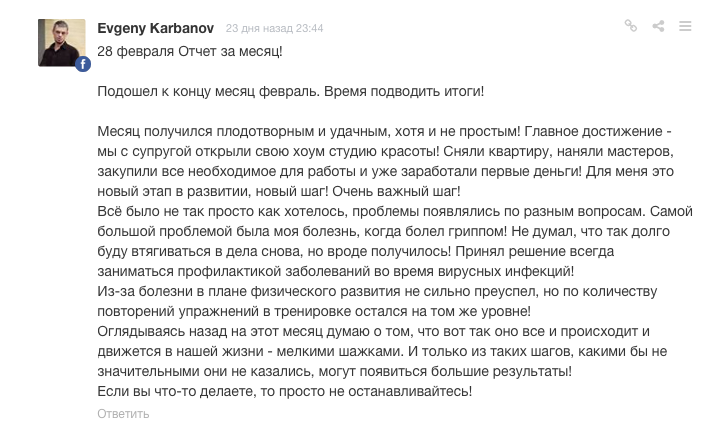 Evgeny Karbanov 23 дня назад 23:44
28 февраля Отчет за месяц!
Подошел к концу месяц февраль. Время подводить итоги!
Месяц получился плодотворным и удачным, хотя и не простым! Главное достижение -
мы с супругой открыли свою хоум студию красоты! Сняли квартиру, наняли мастеров,
закупили все необходимое для работы и уже заработали первые деньги! Для меня это
новый этап в развитии, новый шаг! Очень важный шаг!
Всё было не так просто как хотелось, проблемы появлялись по разным вопросам. Самой
большой проблемой была моя болезнь, когда болел гриппом! Не думал, что так долго
буду втягиваться в дела снова, но вроде получилось! Принял решение всегда
заниматься профилактикой заболеваний во время вирусных инфекций!
Из-за болезни в плане физического развития не сильно преуспел, но по количеству
повторений упражнений в тренировке остался на том же уровне!
Оглядываясь назад на этот месяц думаю о том, что вот так оно все и происходит и
движется в нашей жизни - мелкими шажками. И только из таких шагов, какими бы не
значительными они не казались, могут появиться большие результаты!
Если вы что-то делаете, то просто не останавливайтесь!
Ответить